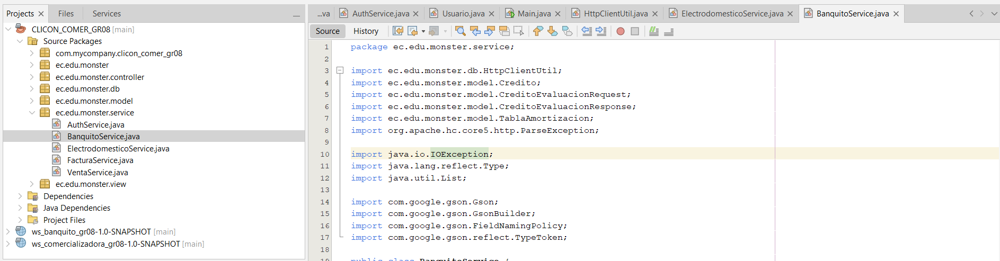 Projects
Files
Services
CLICON_COMER_GR08 [main]
Source Packages
com.mycompany.clicon_comer_gr08
ec.edu.monster
ec.edu.monster.controller
ec.edu.monster.db
ec.edu.monster.model
ec.edu.monster.service
AuthService.java
BanquitoService.java
ElectrodomesticoService.java
FacturaService.java
VentaService.java
ec.edu.monster.view
Dependencies
Java Dependencies
Project Files
ws_banquito_gr08-1.0-SNAPSHOT [main]
ws_comercializadora_gr08-1.0-SNAPSHOT [main]
...va AuthService.java Usuario.java Main.java HttpClientUtil.java ElectrodomesticoService.java BanquitoService.java
Source History
1 package ec.edu.monster.service;
2
3 import ec.edu.monster.db.HttpClientUtil;
4 import ec.edu.monster.model.Credito;
5 import ec.edu.monster.model.CreditoEvaluacionRequest;
6 import ec.edu.monster.model.CreditoEvaluacionResponse;
7 import ec.edu.monster.model.TablaAmortizacion;
8 import org.apache.hc.core5.http.ParseException;
9
10 import java.io.IOException;
11 import java.lang.reflect.Type;
12 import java.util.List;
13
14 import com.google.gson.Gson;
15 import com.google.gson.GsonBuilder;
16 import com.google.gson.FieldNamingPolicy;
17 import com.google.gson.reflect.TypeToken;
18
19 public class BanquitoService {